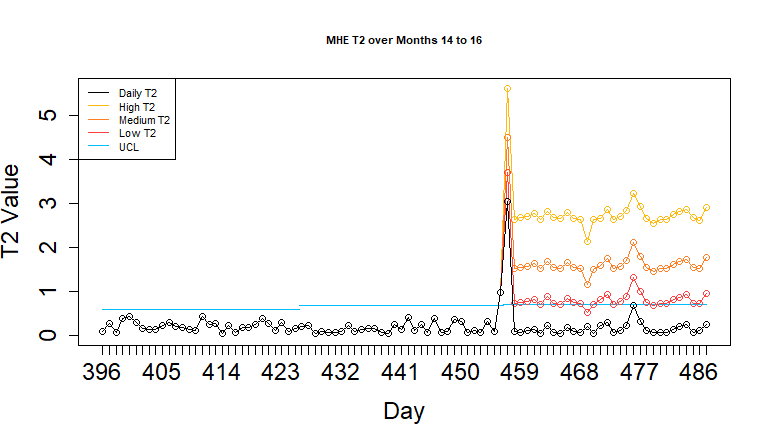 MHE T2 over Months 14 to 16
Daily T2
High T2
Medium T2
Low T2
UCL
T2 Value
5
4
3
2
1
0
396 405 414 423 432 441 450 459 468 477 486
Day